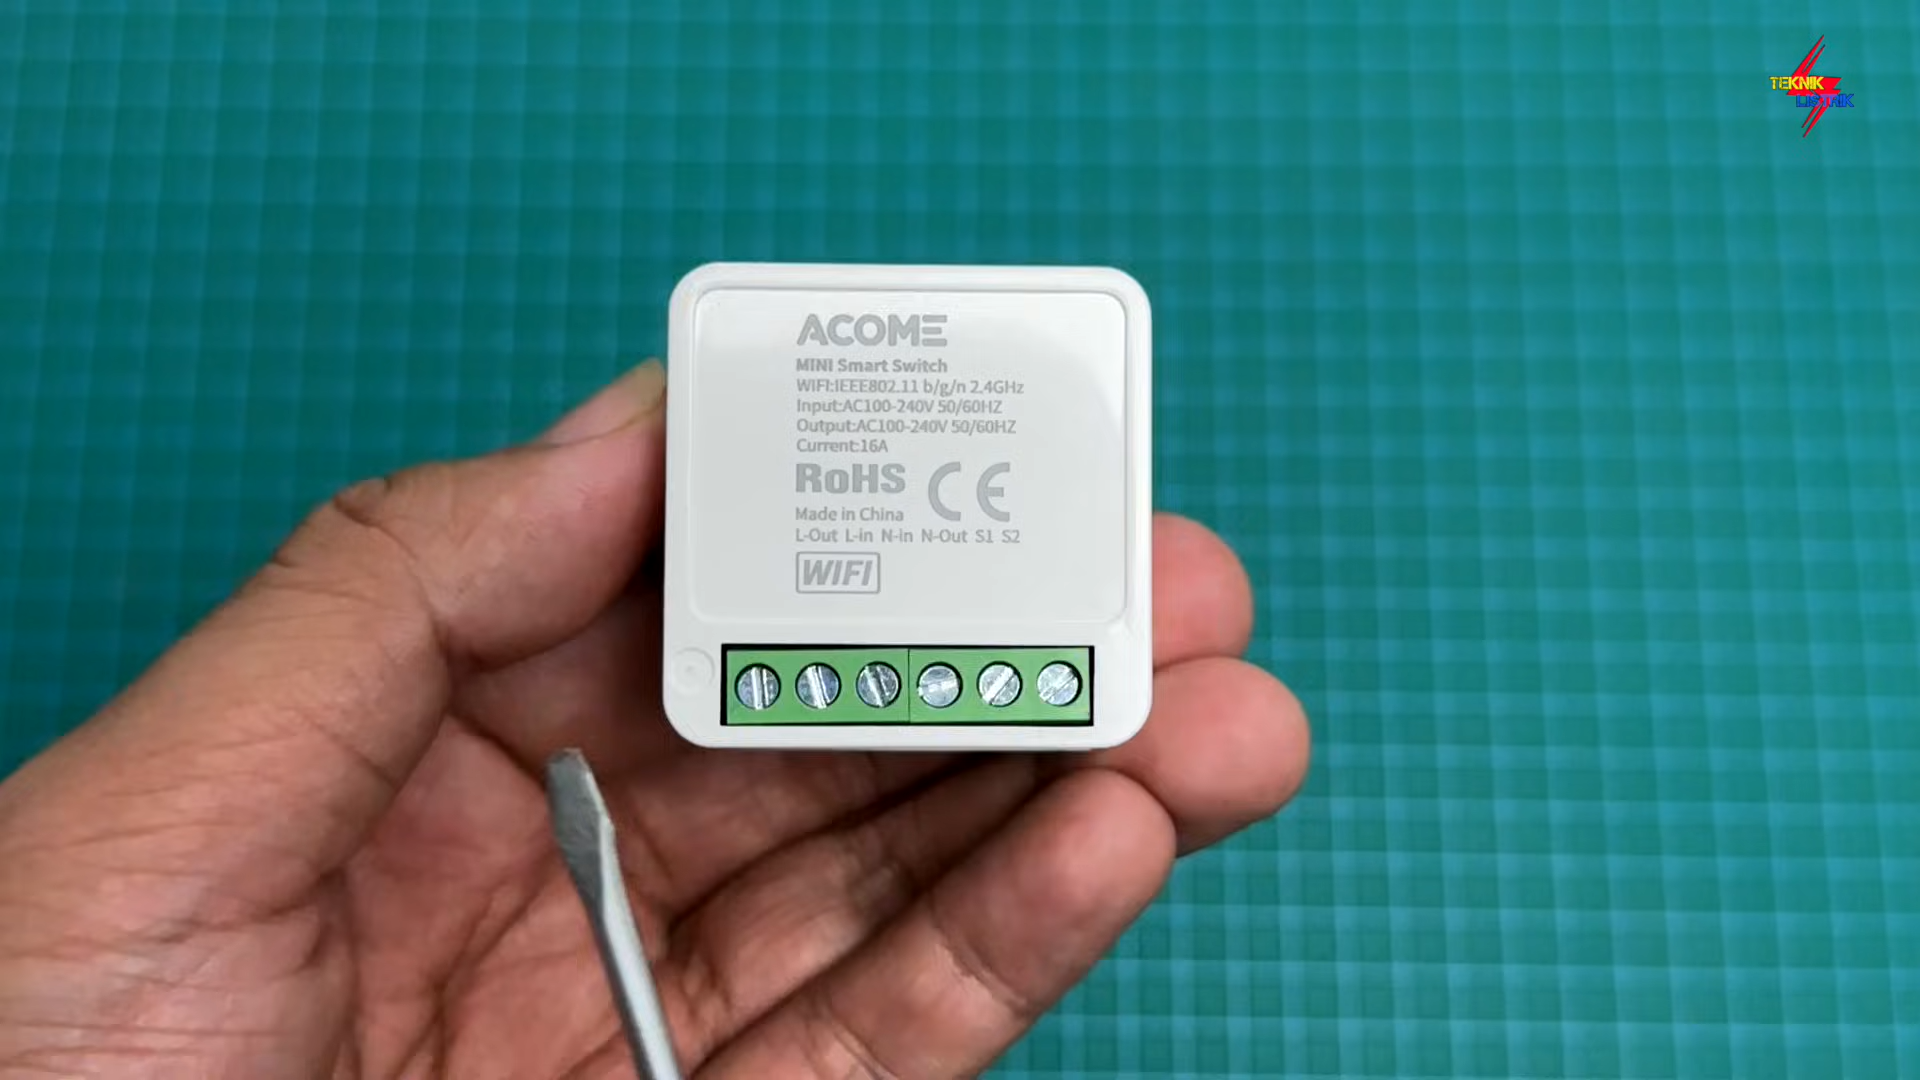 TEKNIK
LISTRIK
ACOME
MINI Smart Switch
WIFI:IEEE802.11 b/g/n 2.4GHz
Input:AC100-240V 50/60HZ
Output:AC100-240V 50/60HZ
Current:16A
RoHS CE
Made in China
L-Out L-in N-in N-Out S1 S2
WIFI